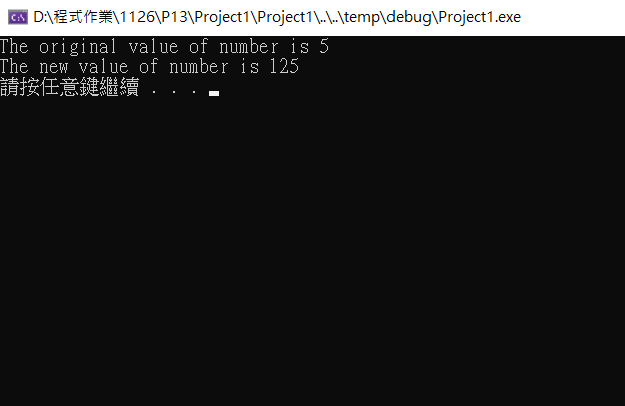 D:\程式作業\1126\P13\Project1\Project1\..\..\temp\debug\Project1.exe
The original value of number is 5
The new value of number is 125
請按任意鍵繼續 . . .